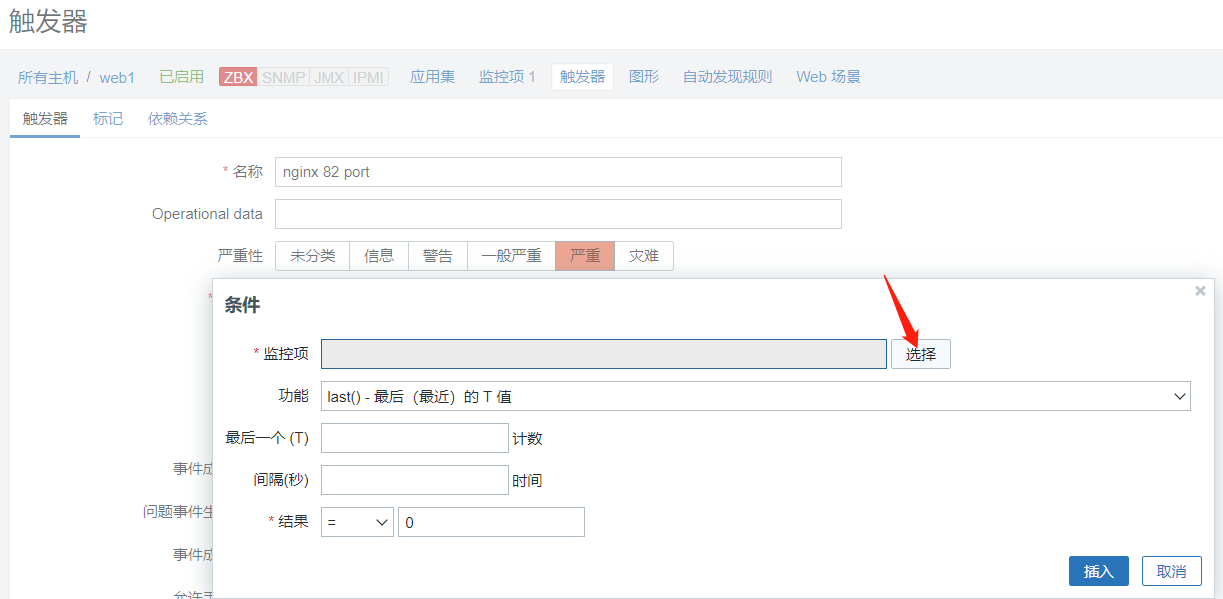 触发器
所有主机 / web1 已启用 ZBX SNMP JMX IPMI 应用集 监控项 1 触发器 图形 自动发现规则 Web 场景
触发器 标记 依赖关系
* 名称 nginx 82 port
Operational data
严重性 未分类 信息 警告 一般严重 严重 灾难
*
条件 ×
* 监控项 选择
功能 last() - 最后（最近）的 T 值
最后一个 (T) 计数
事件成
间隔(秒) 时间
问题事件生
* 结果 = 0
事件成
插入 取消
允许手